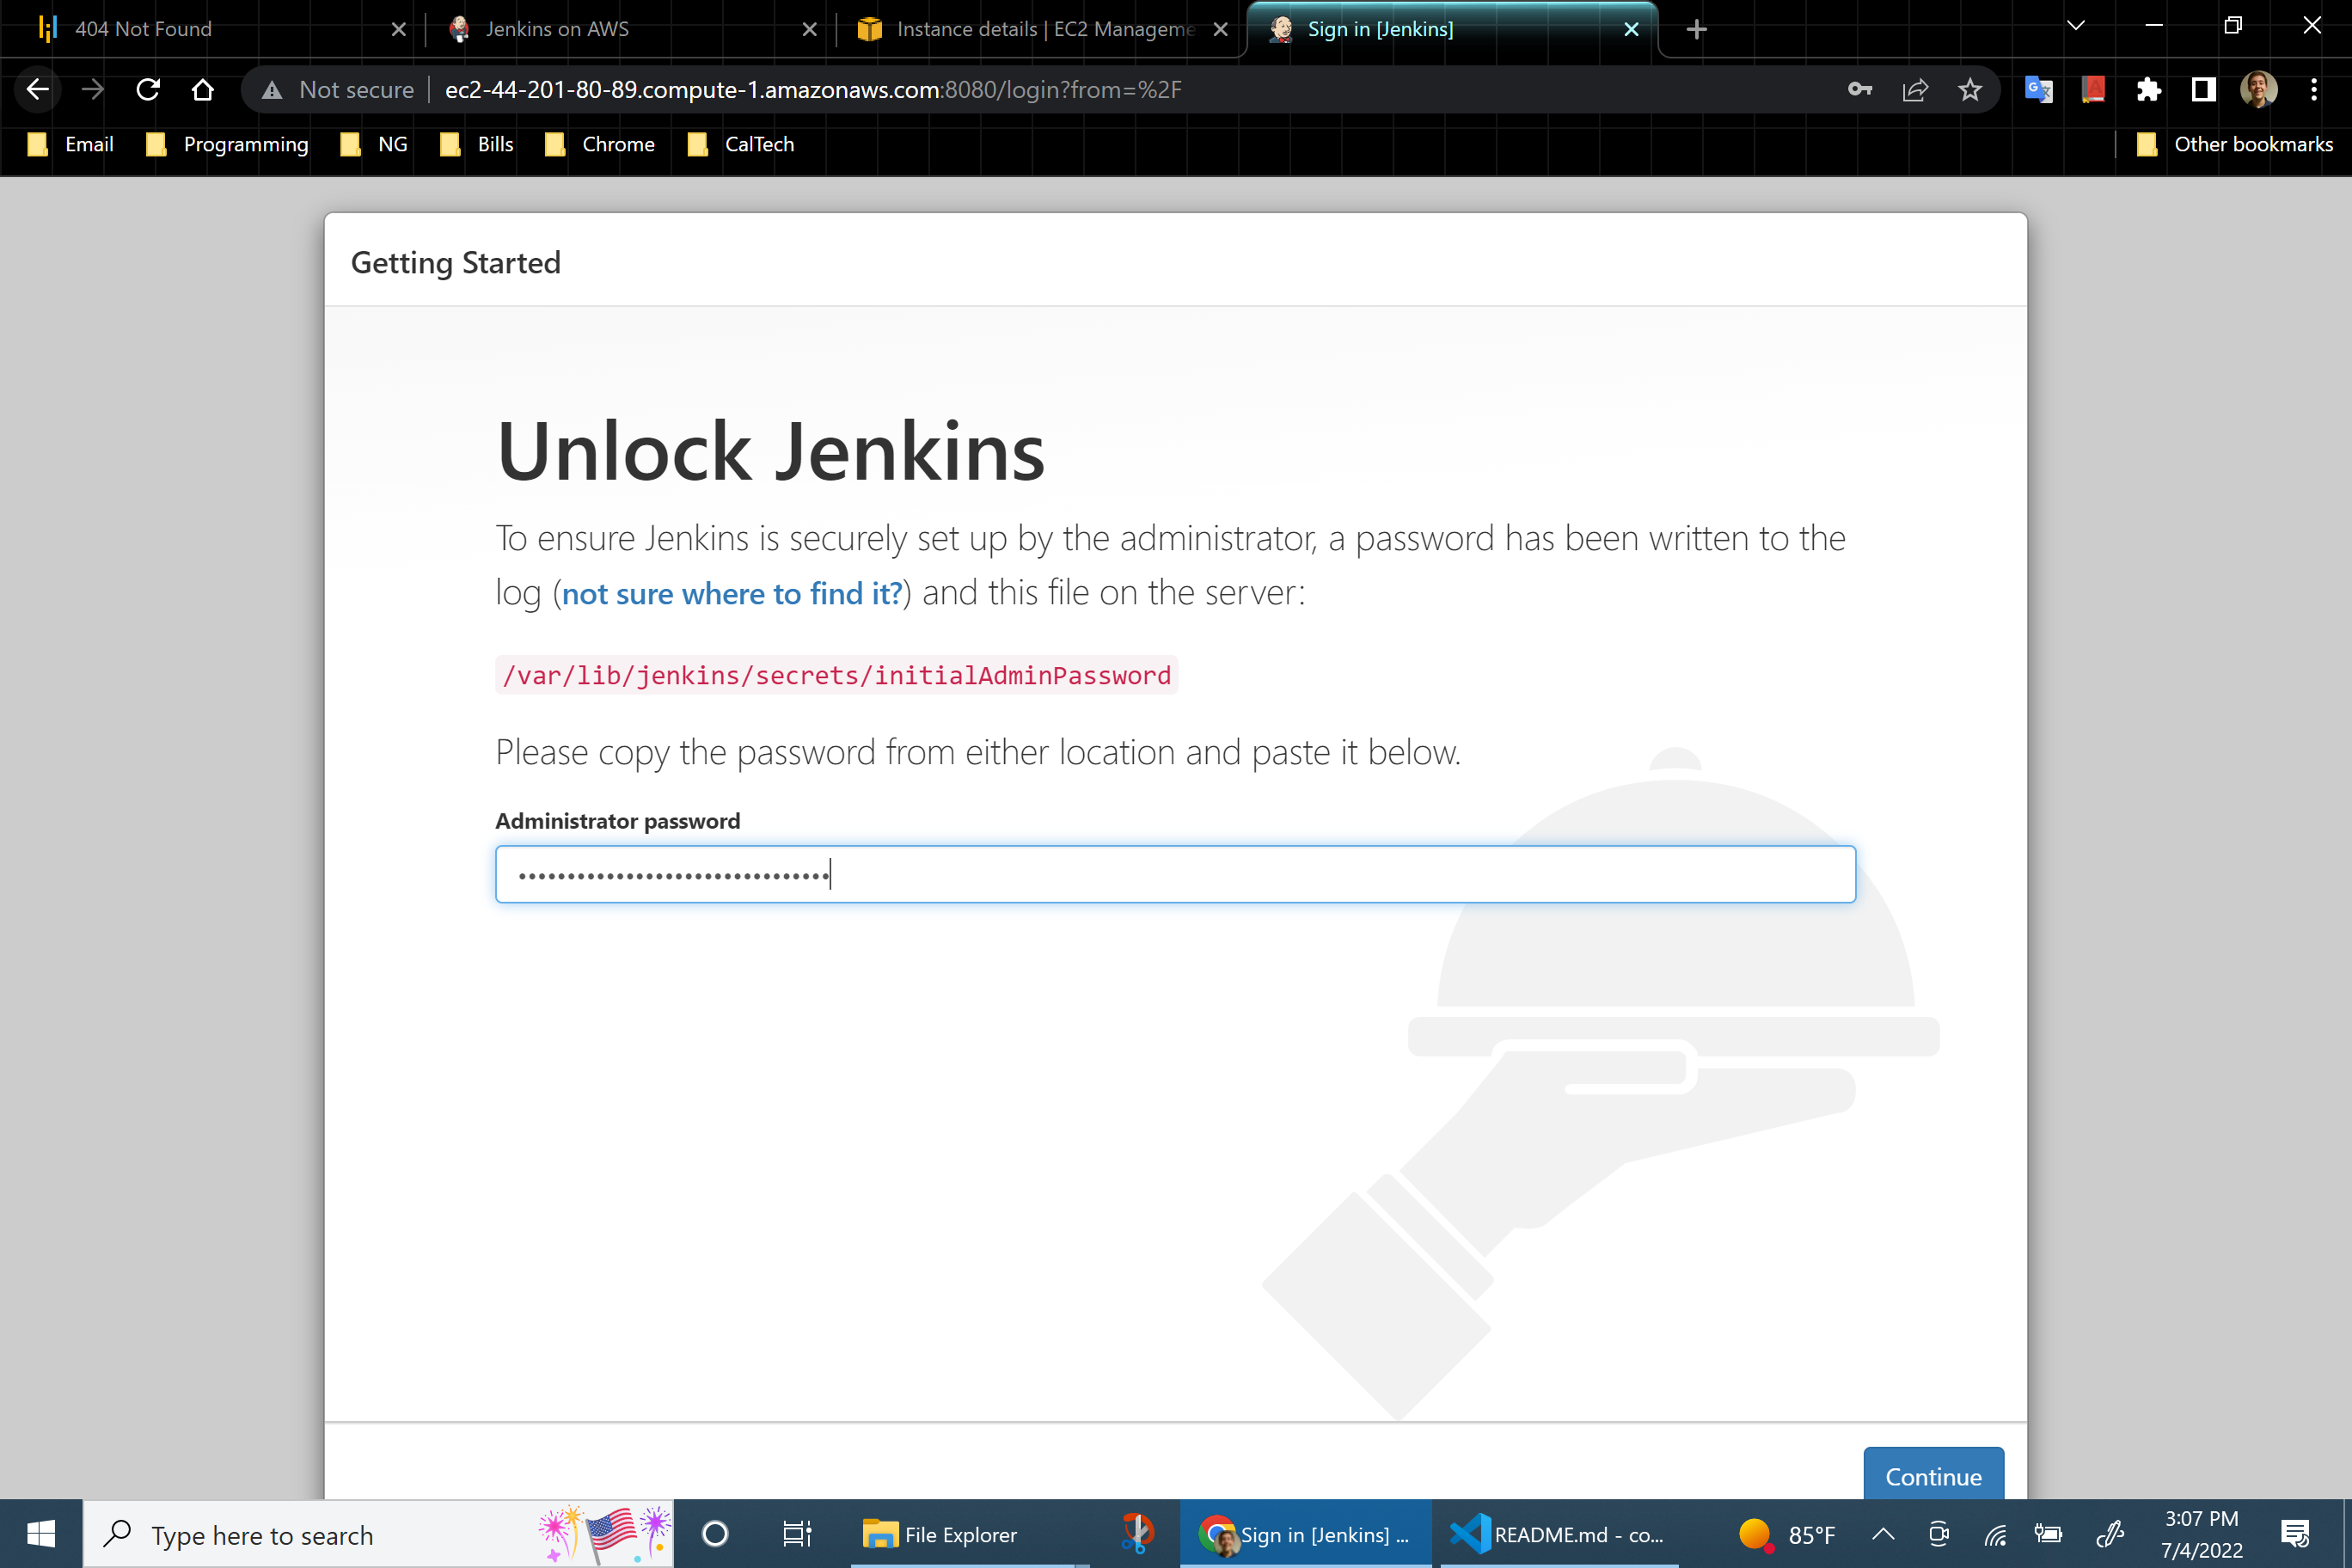 404 Not Found
Jenkins on AWS
Instance details | EC2 Manageme
Sign in [Jenkins]
Not secure
ec2-44-201-80-89.compute-1.amazonaws.com:8080/login?from=%2F
Email
Programming
NG
Bills
Chrome
CalTech
Other bookmarks
Getting Started
Unlock Jenkins
To ensure Jenkins is securely set up by the administrator, a password has been written to the
log (not sure where to find it?) and this file on the server:
/var/lib/jenkins/secrets/initialAdminPassword
Please copy the password from either location and paste it below.
Administrator password
••••••••••••••••••••••••••••••••
Continue
Type here to search
File Explorer
Sign in [Jenkins] ...
README.md - co...
85°F
3:07 PM
7/4/2022